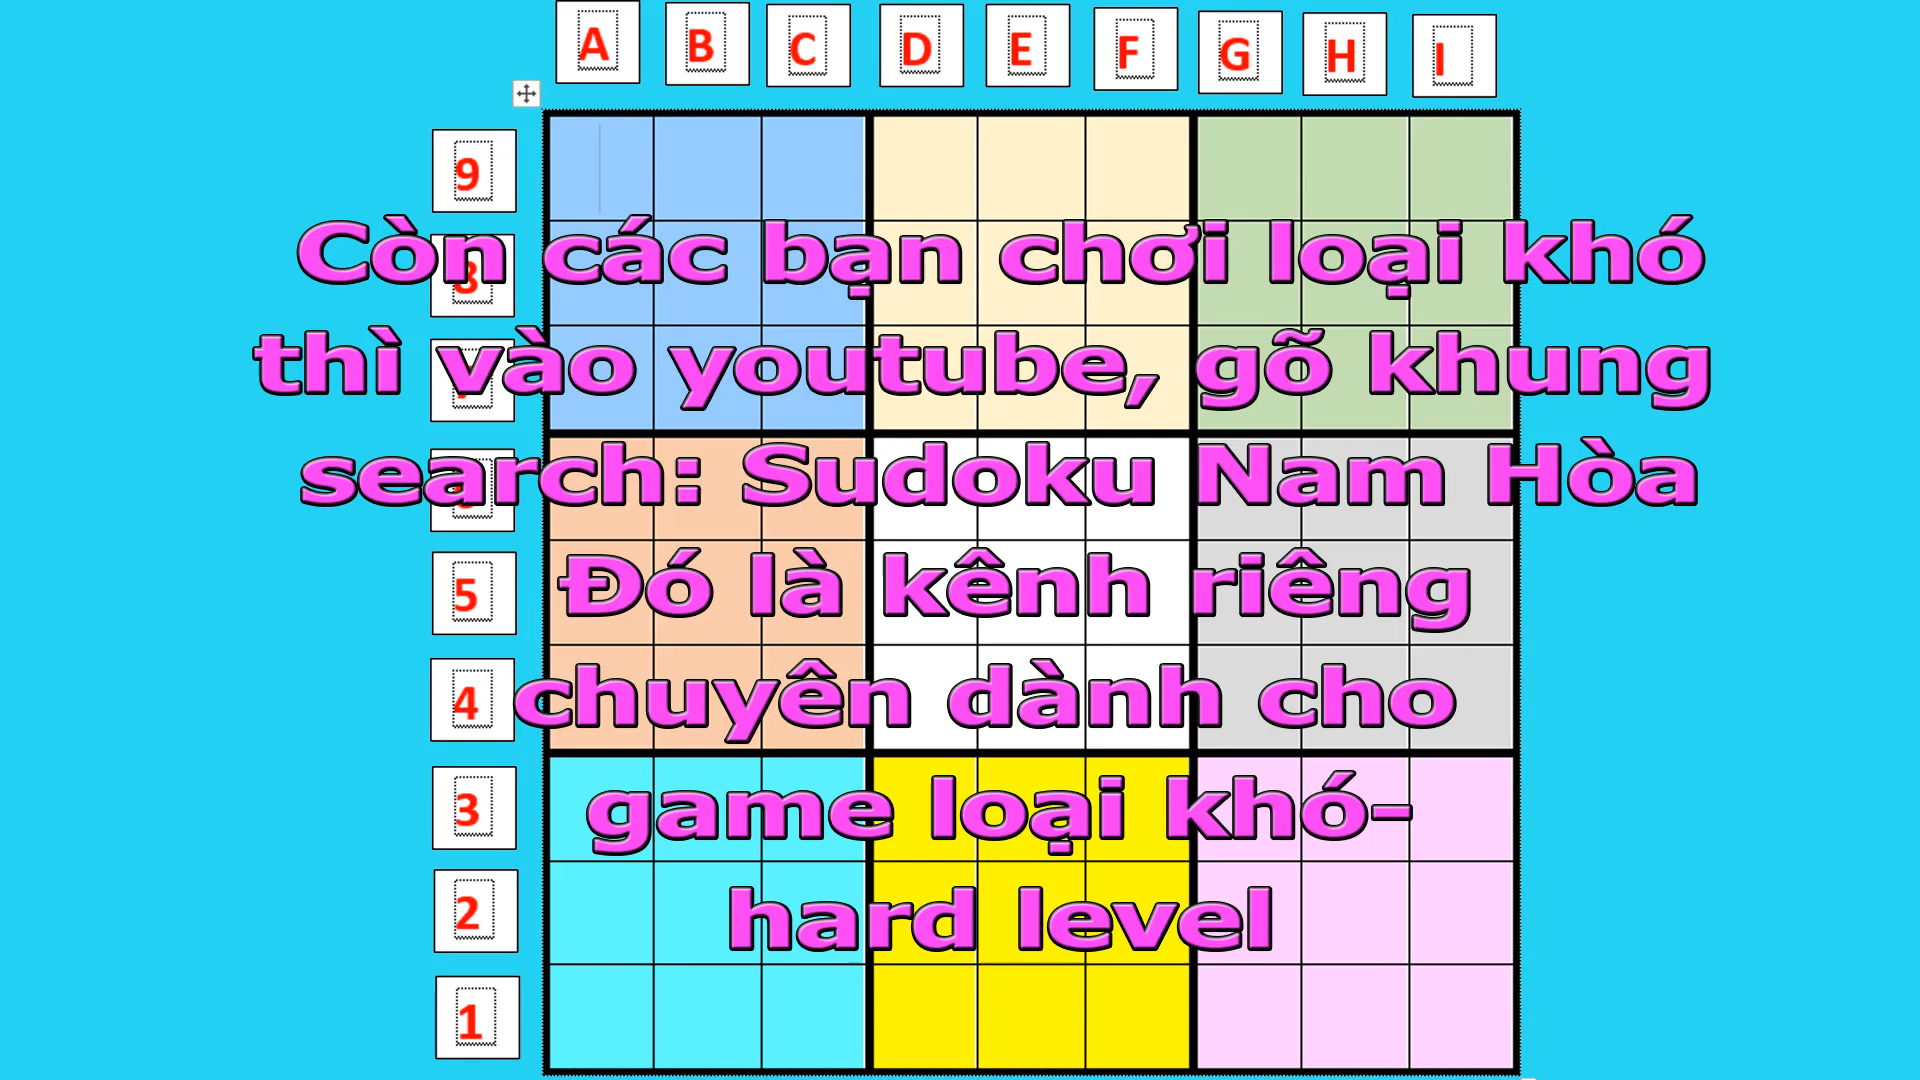 A B C D E F G H I
9
8
Còn các bạn chơi loại khó
thì vào youtube, gõ khung
search: Sudoku Nam Hòa
5
Đó là kênh riêng
4
chuyên dành cho
3
game loại khó-
2
hard level
1